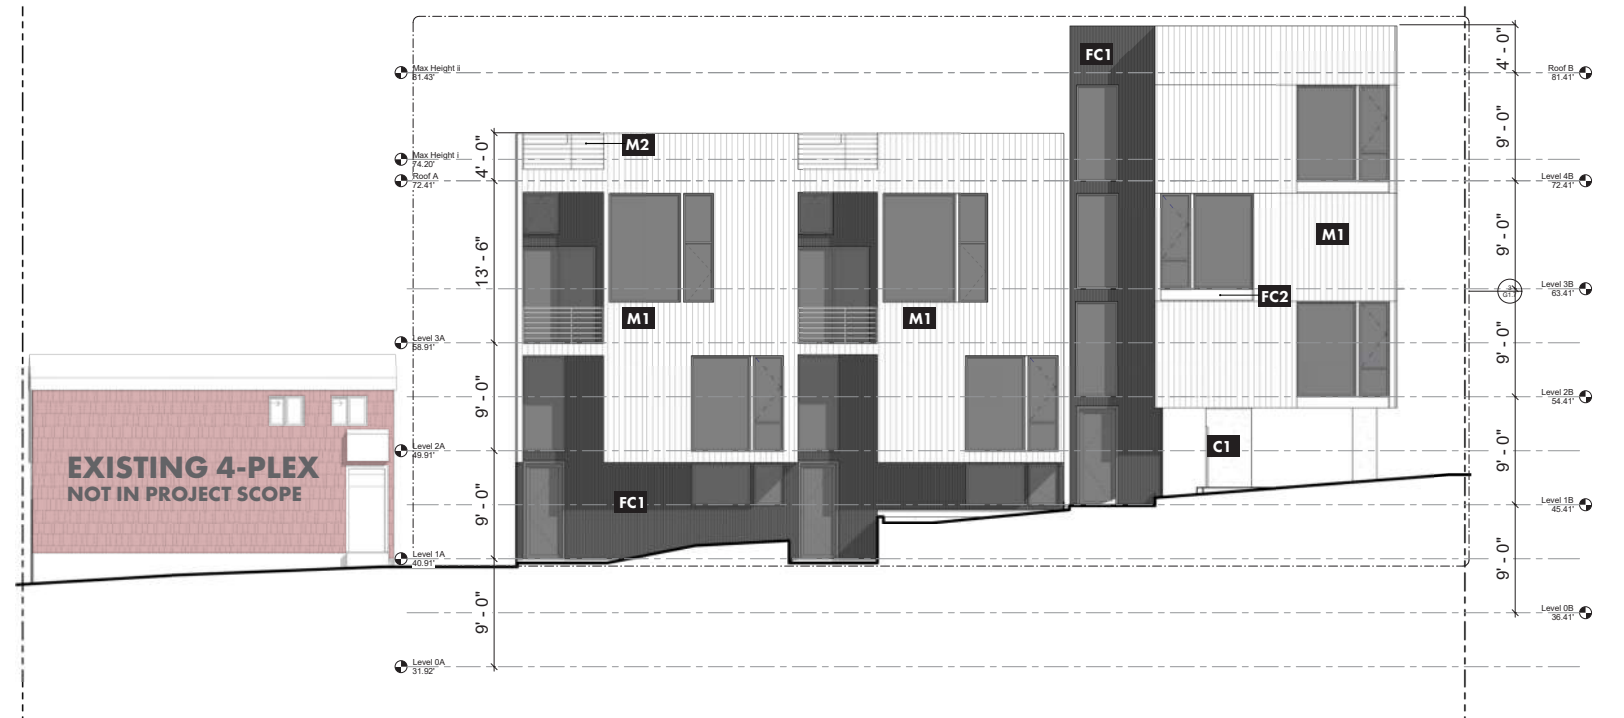 FC1
4' - 0"
Max Height ii
81.43'
Roof B
81.41'
9' - 0"
4' - 0"
M2
Max Height i
74.20'
Roof A
72.41'
Level 4B
72.41'
13' - 6"
M1
9' - 0"
M1
M1
FC2
Level 3B
63.41'
Level 3A
58.91'
9' - 0"
9' - 0"
Level 2B
54.41'
EXISTING 4-PLEX
NOT IN PROJECT SCOPE
Level 2A
49.91'
C1
9' - 0"
9' - 0"
FC1
Level 1B
45.41'
Level 1A
40.91'
9' - 0"
9' - 0"
Level 0B
36.41'
Level 0A
31.92'